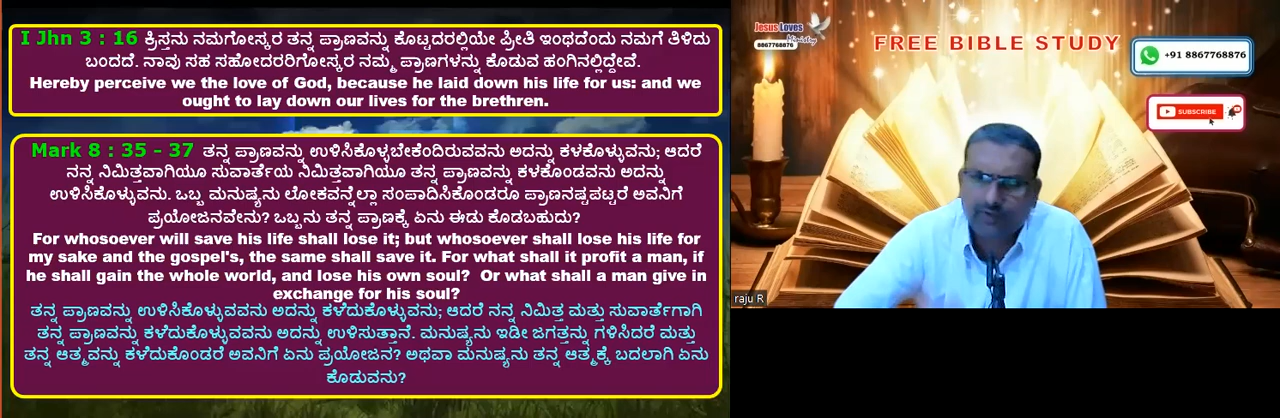 I Jhn 3 : 16 ಕ್ರಿಸ್ತನು ನಮಗೋಸ್ಕರ ತನ್ನ ಪ್ರಾಣವನ್ನು ಕೊಟ್ಟದರಲ್ಲಿಯೇ ಪ್ರೀತಿ ಇಂಥದೆಂದು ನಮಗೆ ತಿಳಿದು
ಬಂದದೆ. ನಾವು ಸಹ ಸಹೋದರರಿಗೋಸ್ಕರ ನಮ್ಮ ಪ್ರಾಣಗಳನ್ನು ಕೊಡುವ ಹಂಗಿನಲ್ಲಿದ್ದೇವೆ.
Hereby perceive we the love of God, because he laid down his life for us: and we
ought to lay down our lives for the brethren.
Mark 8 : 35 - 37 ತನ್ನ ಪ್ರಾಣವನ್ನು ಉಳಿಸಿಕೊಳ್ಳಬೇಕೆಂದಿರುವವನು ಅದನ್ನು ಕಳಕೊಳ್ಳುವನು; ಆದರೆ
ನನ್ನ ನಿಮಿತ್ತವಾಗಿಯೂ ಸುವಾರ್ತೆಯ ನಿಮಿತ್ತವಾಗಿಯೂ ತನ್ನ ಪ್ರಾಣವನ್ನು ಕಳಕೊಂಡವನು ಅದನ್ನು
ಉಳಿಸಿಕೊಳ್ಳುವನು. ಒಬ್ಬ ಮನುಷ್ಯನು ಲೋಕವನ್ನೆಲ್ಲಾ ಸಂಪಾದಿಸಿಕೊಂಡರೂ ಪ್ರಾಣನಷ್ಟಪಟ್ಟರೆ ಅವನಿಗೆ
ಪ್ರಯೋಜನವೇನು? ಒಬ್ಬನು ತನ್ನ ಪ್ರಾಣಕ್ಕೆ ಏನು ಈಡು ಕೊಡಬಹುದು?
For whosoever will save his life shall lose it; but whosoever shall lose his life for
my sake and the gospel's, the same shall save it. For what shall it profit a man, if
he shall gain the whole world, and lose his own soul? Or what shall a man give in
exchange for his soul?
ತನ್ನ ಪ್ರಾಣವನ್ನು ಉಳಿಸಿಕೊಳ್ಳುವವನು ಅದನ್ನು ಕಳೆದುಕೊಳ್ಳುವನು; ಆದರೆ ನನ್ನ ನಿಮಿತ್ತ ಮತ್ತು ಸುವಾರ್ತೆಗಾಗಿ
ತನ್ನ ಪ್ರಾಣವನ್ನು ಕಳೆದುಕೊಳ್ಳುವವನು ಅದನ್ನು ಉಳಿಸುತ್ತಾನೆ. ಮನುಷ್ಯನು ಇಡೀ ಜಗತ್ತನ್ನು ಗಳಿಸಿದರೆ ಮತ್ತು
ತನ್ನ ಆತ್ಮವನ್ನು ಕಳೆದುಕೊಂಡರೆ ಅವನಿಗೆ ಏನು ಪ್ರಯೋಜನ? ಅಥವಾ ಮನುಷ್ಯನು ತನ್ನ ಆತ್ಮಕ್ಕೆ ಬದಲಾಗಿ ಏನು
ಕೊಡುವನು?
Jesus Loves
Ministry
8867768876
FREE BIBLE STUDY
+91 8867768876
SUBSCRIBE
raju R